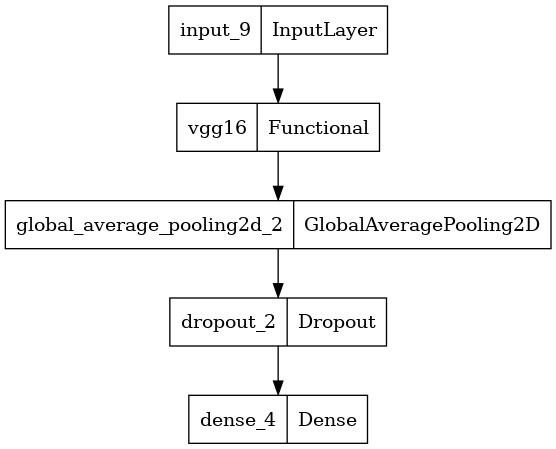 input_9 InputLayer
vgg16 Functional
global_average_pooling2d_2 GlobalAveragePooling2D
dropout_2 Dropout
dense_4 Dense